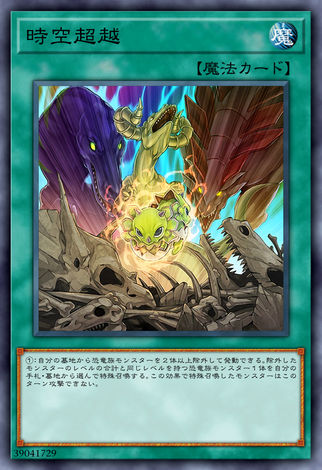 時空超越
魔
【魔法カード】
①：自分の墓地から恐竜族モンスターを２体以上除外して発動できる。除外した
モンスターのレベルの合計と同じレベルを持つ恐竜族モンスター１体を自分の
手札・墓地から選んで特殊召喚する。この効果で特殊召喚したモンスターはこの
ターン攻撃できない。
39041729